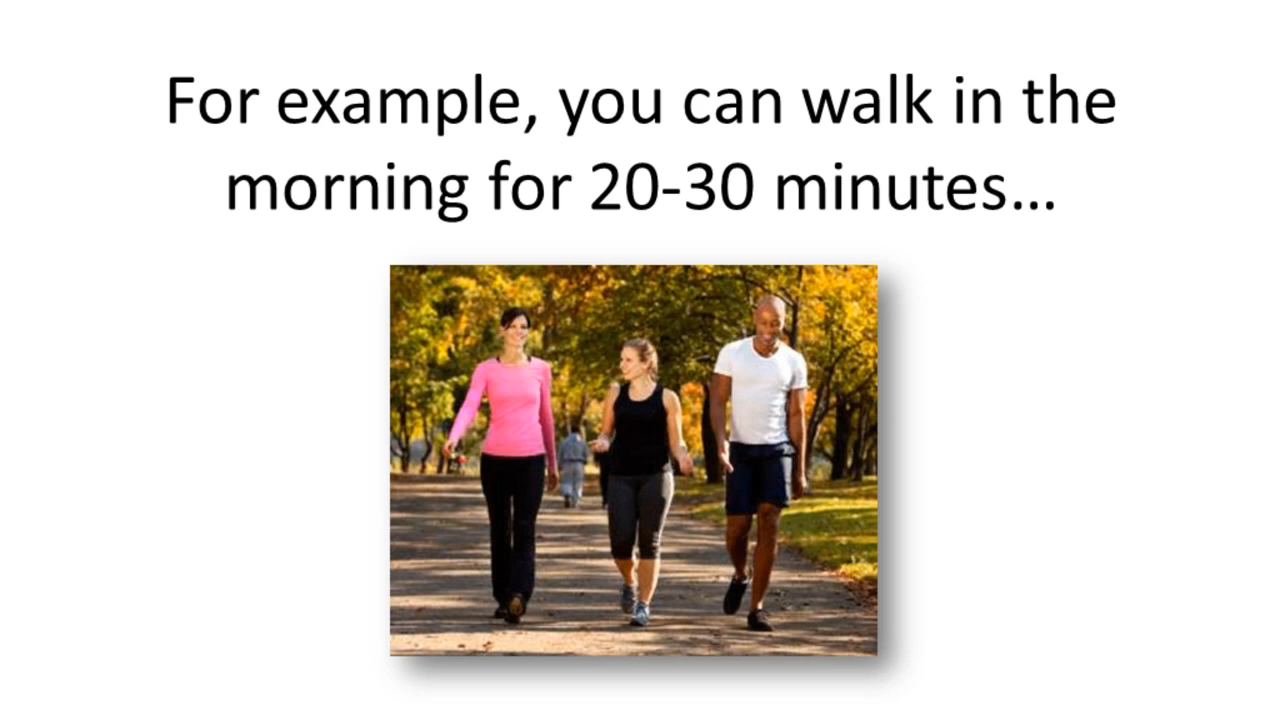 For example, you can walk in the
morning for 20-30 minutes…